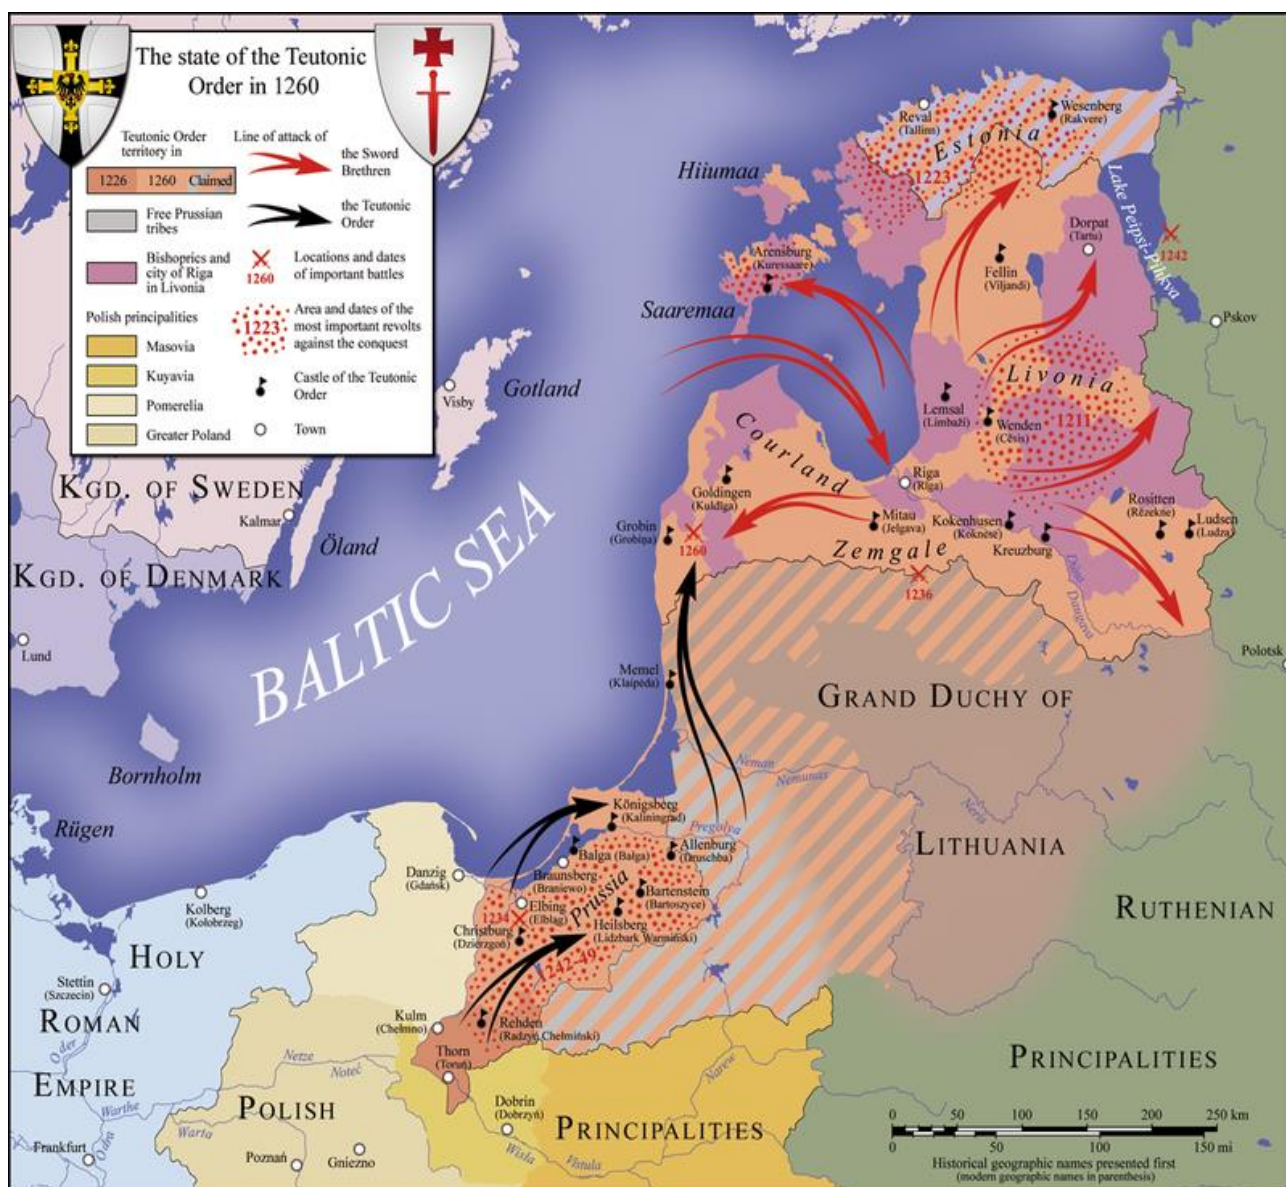 The state of the Teutonic
Order in 1260
Teutonic Order
territory in
1226 1260 Claimed
Free Prussian
tribes
Bishoprics and
city of Riga
in Livonia
Polish principalities
Masovia
Kuyavia
Pomerelia
Greater Poland
Line of attack of
the Sword
Brethren
the Teutonic
Order
1260
Locations and dates
of important battles
1223
Area and dates of the
most important revolts
against the conquest
Castle of the Teutonic
Order
Town
Reval
(Tallinn)
Wesenberg
(Rakvere)
Estonia
1223
Hiiumaa
Lake Peipsi-Pihkva
Dorpat
(Tartu)
1242
Arensburg
(Kuressaare)
Fellin
(Viljandi)
Saaremaa
Pskov
Gotland
Visby
Livonia
Lemsal
(Limbaži)
Wenden
(Cēsis)
1211
Courland
Riga
(Rīga)
Goldingen
(Kuldīga)
Mitau
(Jelgava)
Kokenhusen
(Koknese)
Kreuzburg
Rositten
(Rēzekne)
Ludsen
(Ludza)
Grobin
(Grobiņa)
1260
Zemgale
1236
Düna
Daugava
Polotsk
KGD. OF SWEDEN
Kalmar
Öland
KGD. OF DENMARK
Lund
BALTIC SEA
Memel
(Klaipėda)
GRAND DUCHY OF
LITHUANIA
Neman
Nemunas
Neris
Bornholm
Rügen
Königsberg
(Kaliningrad)
Pregolya
Allenburg
(Druschba)
Balga (Bałga)
Braunsberg
(Braniewo)
Prussia
Bartenstein
(Bartoszyce)
Danzig
(Gdańsk)
Elbing
(Elbląg)
1234
Christburg
(Dzierzgoń)
Heilsberg
(Lidzbark Warmiński)
1242-49
Kolberg
(Kołobrzeg)
Stettin
(Szczecin)
HOLY
ROMAN
EMPIRE
Oder
Odra
Kulm
(Chełmno)
Rehden
(Radzyń Chełmiński)
Thorn
(Toruń)
Netze
Noteć
Warthe
Warta
Narew
Dobrin
(Dobrzyń)
Wisła
Vistula
POLISH
PRINCIPALITIES
Frankfurt
Poznań
Gniezno
RUTHENIAN
PRINCIPALITIES
0 50 100 150 200 250 km
0 50 100 150 mi
Historical geographic names presented first
(modern geographic names in parenthesis)